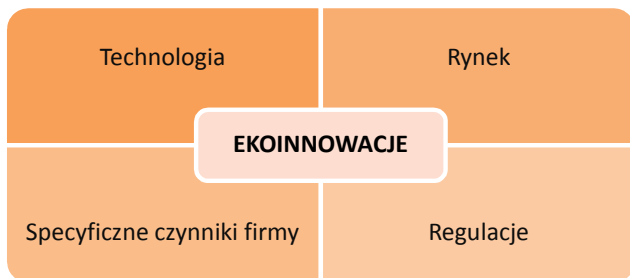 Technologia
Rynek
EKOINNOWACJE
Specyficzne czynniki firmy
Regulacje